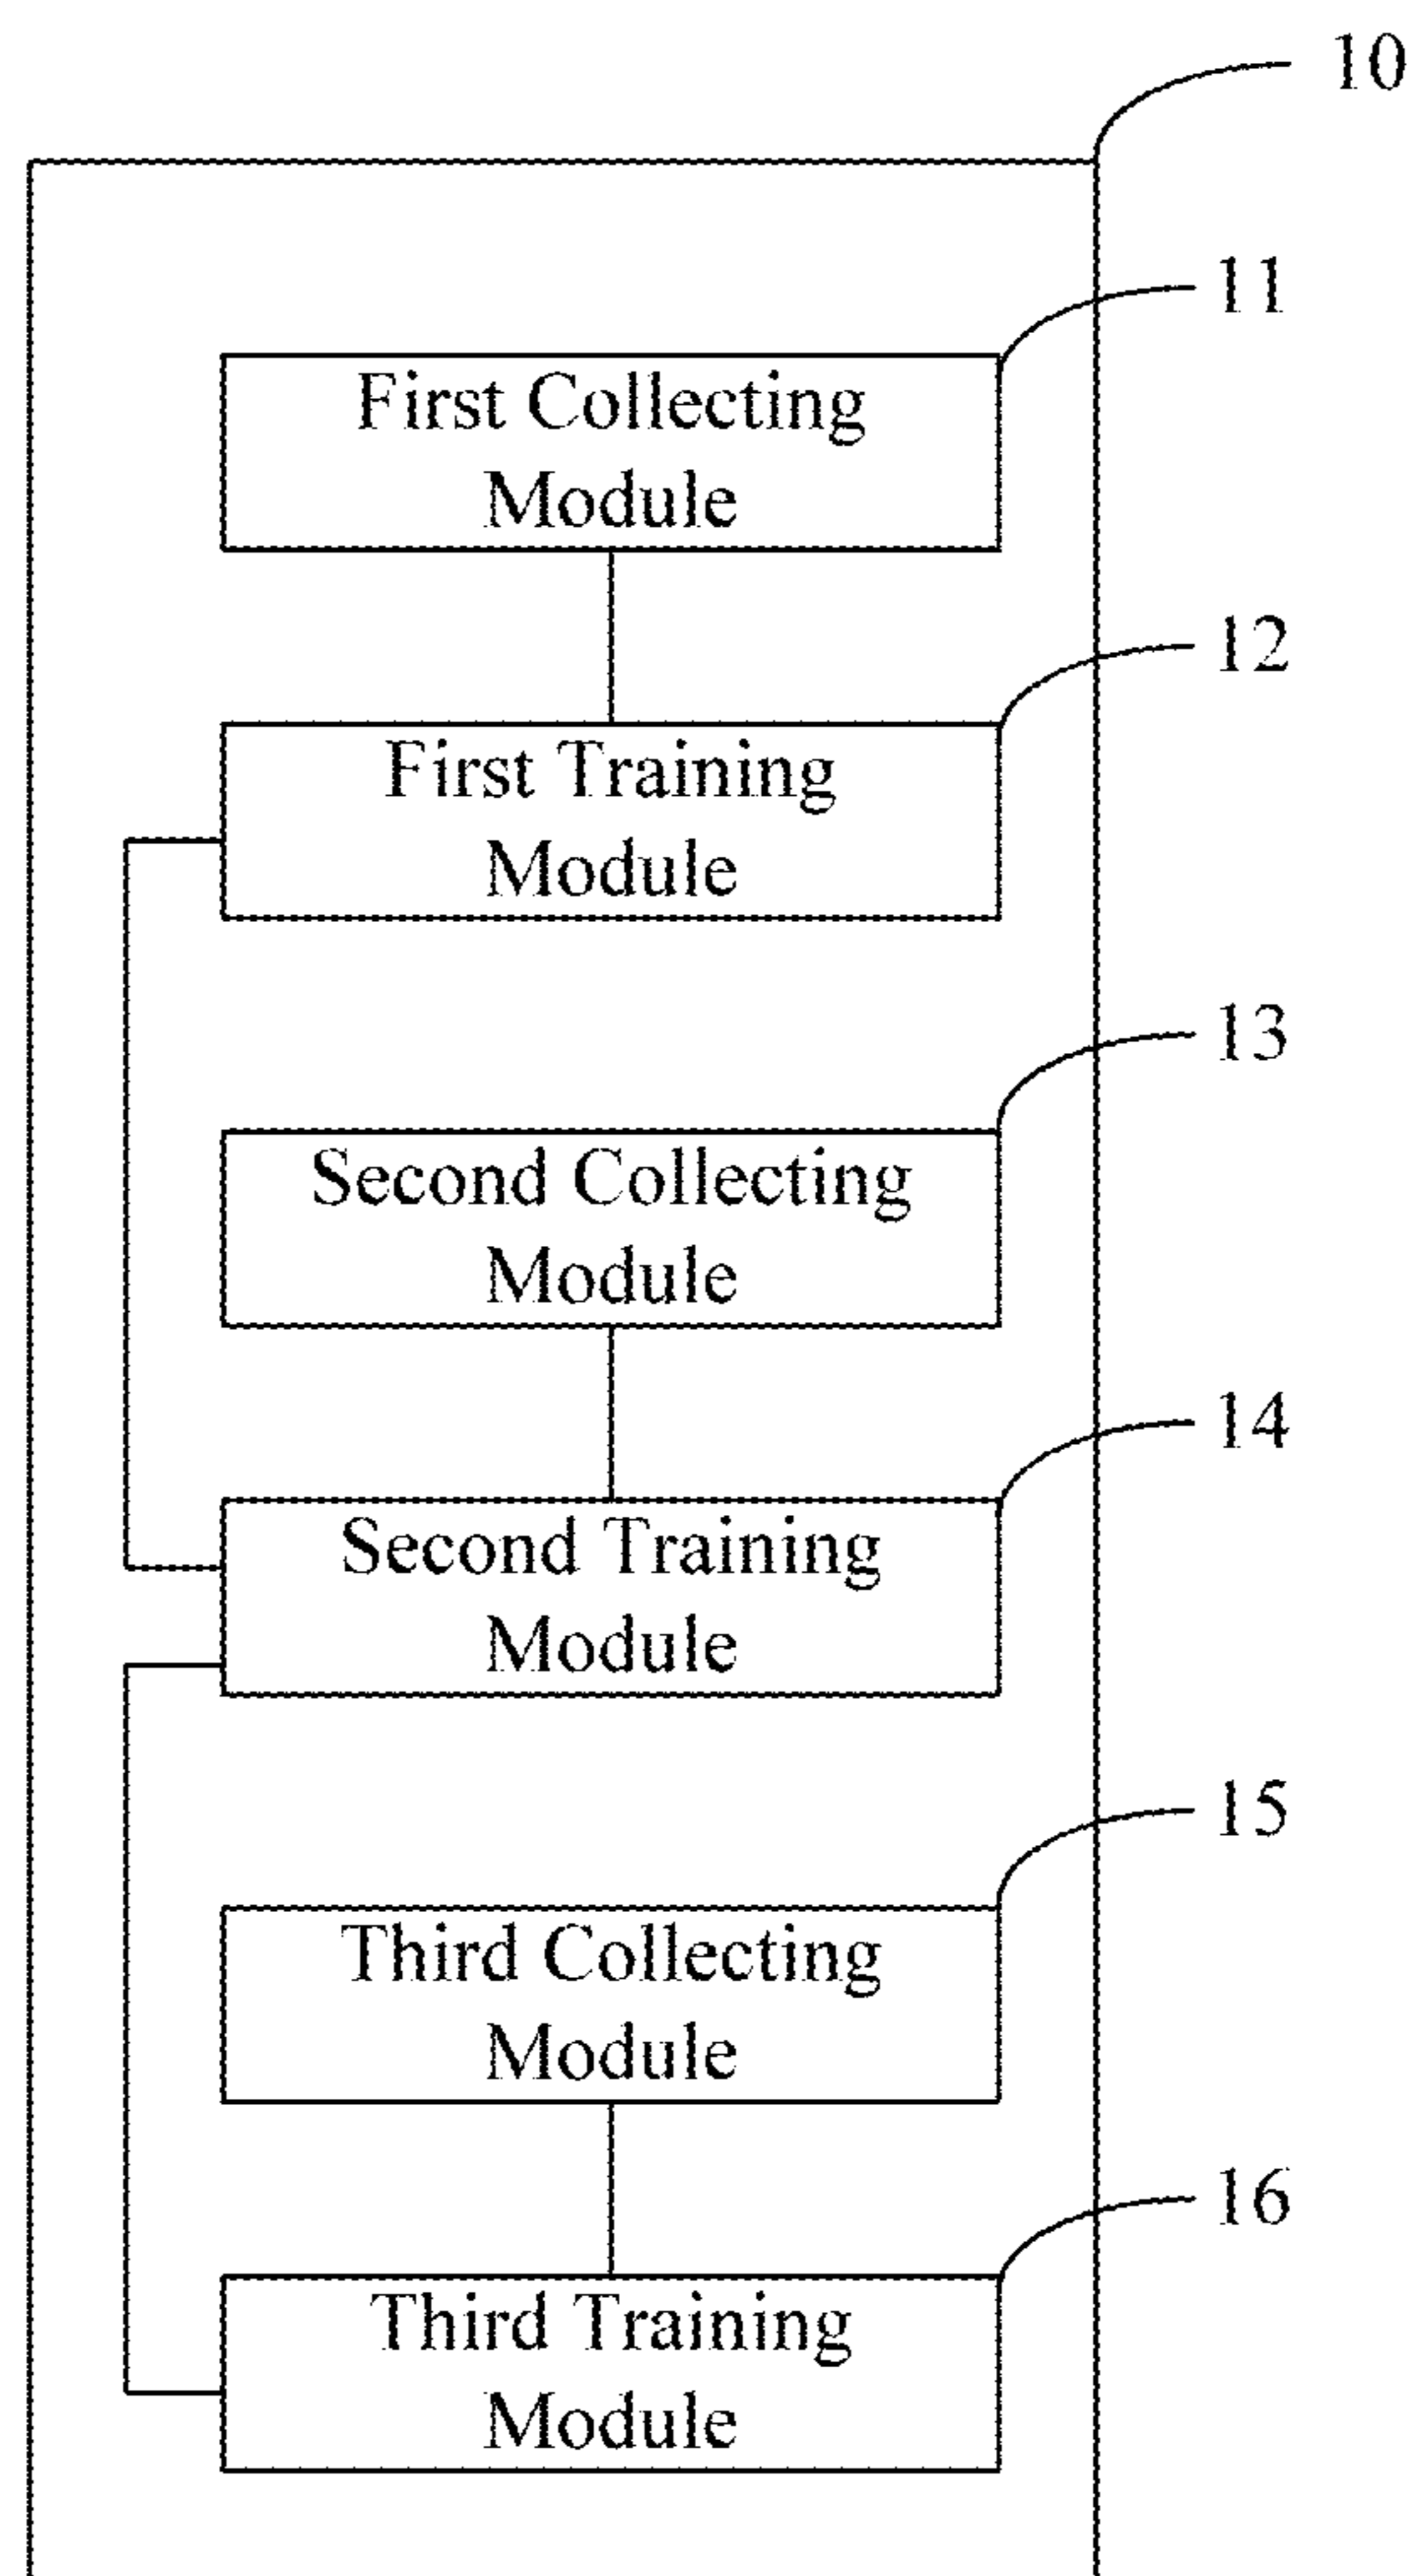 10
11
First Collecting
Module
12
First Training
Module
13
Second Collecting
Module
14
Second Training
Module
15
Third Collecting
Module
16
Third Training
Module